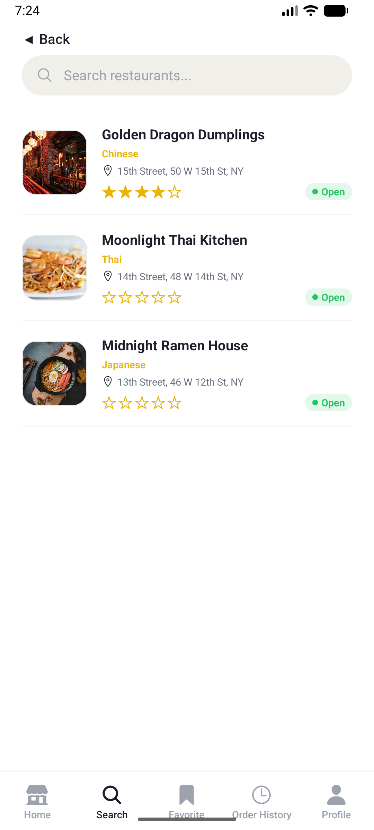 7:24
◄ Back
Search restaurants...
Golden Dragon Dumplings
Chinese
15th Street, 50 W 15th St, NY
Open
Moonlight Thai Kitchen
Thai
14th Street, 48 W 14th St, NY
Open
Midnight Ramen House
Japanese
13th Street, 46 W 12th St, NY
Open
Home Search Favorite Order History Profile